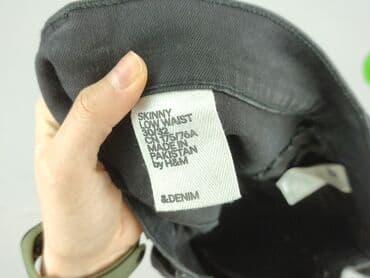 SKINNY
LOW WAIST
30/32
CN 175/76A
MADE IN
PAKISTAN
by H&M
&DENIM